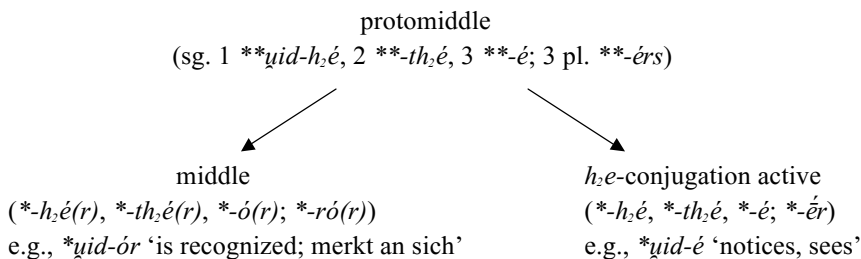 protomiddle
(sg. 1 **u̯id-h₂é, 2 **-th₂é, 3 **-é; 3 pl. **-érs)
middle
(*-h₂é(r), *-th₂é(r), *-ó(r); *-ró(r))
e.g., *u̯id-ór ‘is recognized; merkt an sich’
h₂e-conjugation active
(*-h₂é, *-th₂é, *-é; *-ḗr)
e.g., *u̯id-é ‘notices, sees’